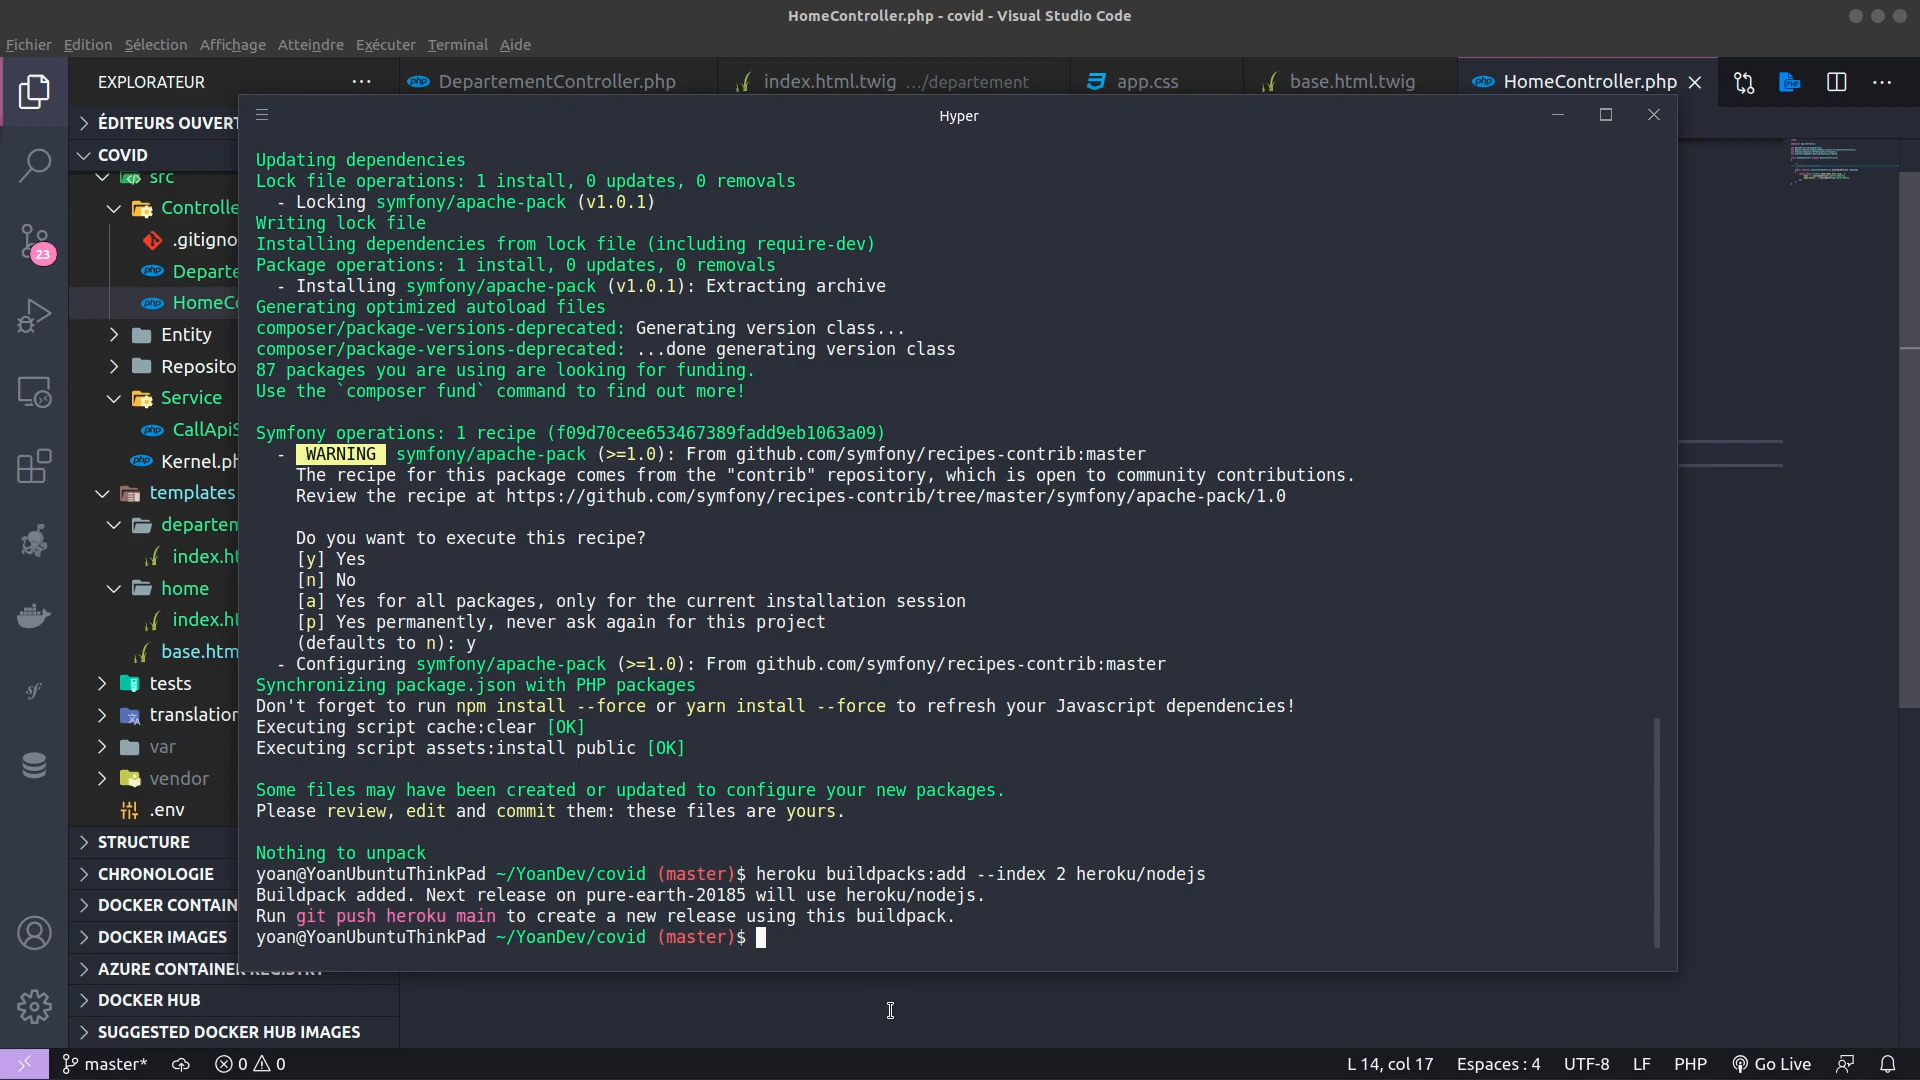 HomeController.php - covid - Visual Studio Code
Fichier Edition Sélection Affichage Atteindre Exécuter Terminal Aide
EXPLORATEUR
DepartementController.php
index.html.twig .../departement
app.css
base.html.twig
HomeController.php
ÉDITEURS OUVERT
COVID
src
Controlle
.gitigno
Departe
HomeCo
Entity
Reposito
Service
CallApiS
Kernel.ph
templates
departem
index.ht
home
index.ht
base.htm
tests
translation
var
vendor
.env
STRUCTURE
CHRONOLOGIE
DOCKER CONTAIN
DOCKER IMAGES
AZURE CONTAINER REGISTRY
DOCKER HUB
SUGGESTED DOCKER HUB IMAGES
23
Hyper
Updating dependencies
Lock file operations: 1 install, 0 updates, 0 removals
- Locking symfony/apache-pack (v1.0.1)
Writing lock file
Installing dependencies from lock file (including require-dev)
Package operations: 1 install, 0 updates, 0 removals
- Installing symfony/apache-pack (v1.0.1): Extracting archive
Generating optimized autoload files
composer/package-versions-deprecated: Generating version class...
composer/package-versions-deprecated: ...done generating version class
87 packages you are using are looking for funding.
Use the `composer fund` command to find out more!
Symfony operations: 1 recipe (f09d70cee653467389fadd9eb1063a09)
- WARNING symfony/apache-pack (>=1.0): From github.com/symfony/recipes-contrib:master
The recipe for this package comes from the "contrib" repository, which is open to community contributions.
Review the recipe at https://github.com/symfony/recipes-contrib/tree/master/symfony/apache-pack/1.0
Do you want to execute this recipe?
[y] Yes
[n] No
[a] Yes for all packages, only for the current installation session
[p] Yes permanently, never ask again for this project
(defaults to n): y
- Configuring symfony/apache-pack (>=1.0): From github.com/symfony/recipes-contrib:master
Synchronizing package.json with PHP packages
Don't forget to run npm install --force or yarn install --force to refresh your Javascript dependencies!
Executing script cache:clear [OK]
Executing script assets:install public [OK]
Some files may have been created or updated to configure your new packages.
Please review, edit and commit them: these files are yours.
Nothing to unpack
yoan@YoanUbuntuThinkPad ~/YoanDev/covid (master)$ heroku buildpacks:add --index 2 heroku/nodejs
Buildpack added. Next release on pure-earth-20185 will use heroku/nodejs.
Run git push heroku main to create a new release using this buildpack.
yoan@YoanUbuntuThinkPad ~/YoanDev/covid (master)$
master* 0 0 L 14, col 17 Espaces : 4 UTF-8 LF PHP Go Live